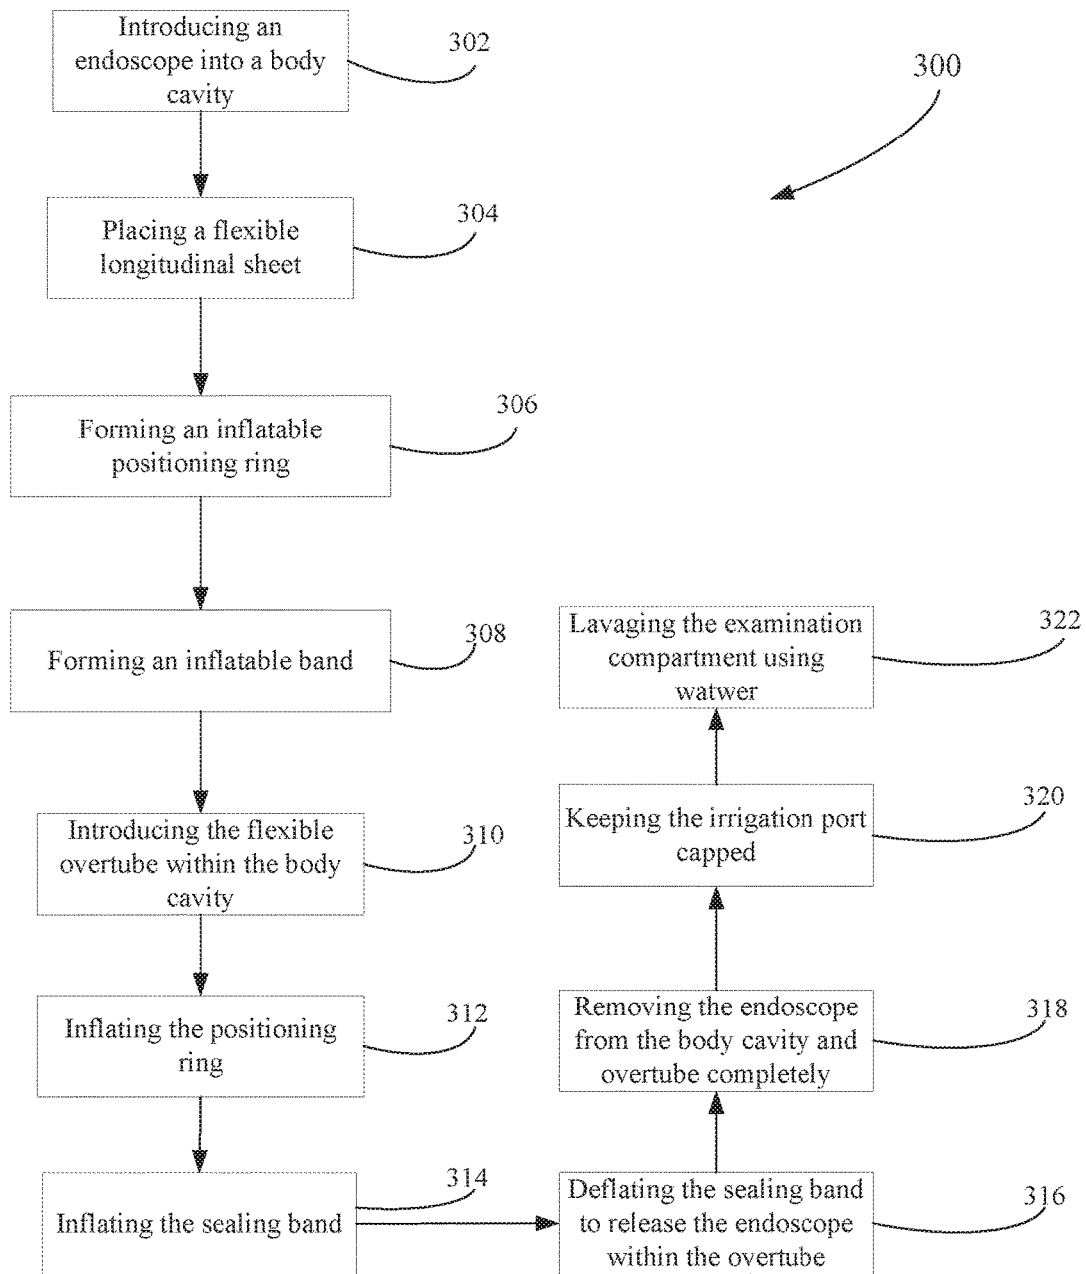 Introducing an
endoscope into a body
cavity
302
300
Placing a flexible
longitudinal sheet
304
Forming an inflatable
positioning ring
306
Forming an inflatable band
308
Introducing the flexible
overtube within the body
cavity
310
Inflating the positioning
ring
312
Inflating the sealing band
314
Deflating the sealing band
to release the endoscope
within the overtube
316
Removing the endoscope
from the body cavity and
overtube completely
318
Keeping the irrigation port
capped
320
Lavaging the examination
compartment using
watwer
322